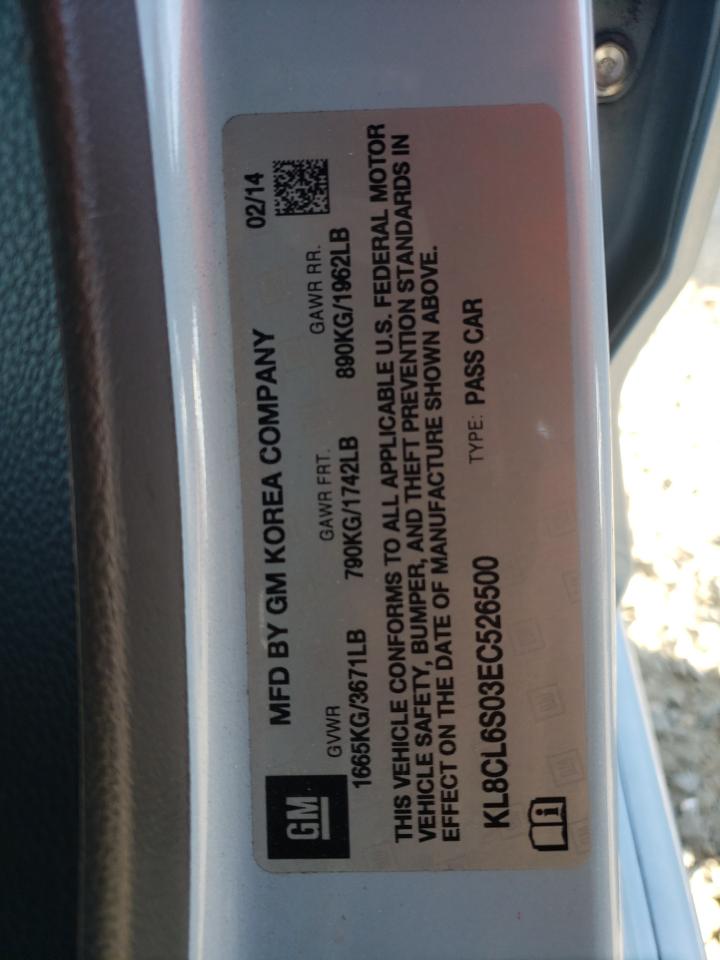 MFD BY GM KOREA COMPANY 02/14
GM
GVWR GAWR FRT. GAWR RR.
1665KG/3671LB 790KG/1742LB 890KG/1962LB
THIS VEHICLE CONFORMS TO ALL APPLICABLE U.S. FEDERAL MOTOR
VEHICLE SAFETY, BUMPER, AND THEFT PREVENTION STANDARDS IN
EFFECT ON THE DATE OF MANUFACTURE SHOWN ABOVE.
KL8CL6S03EC526500 TYPE: PASS CAR